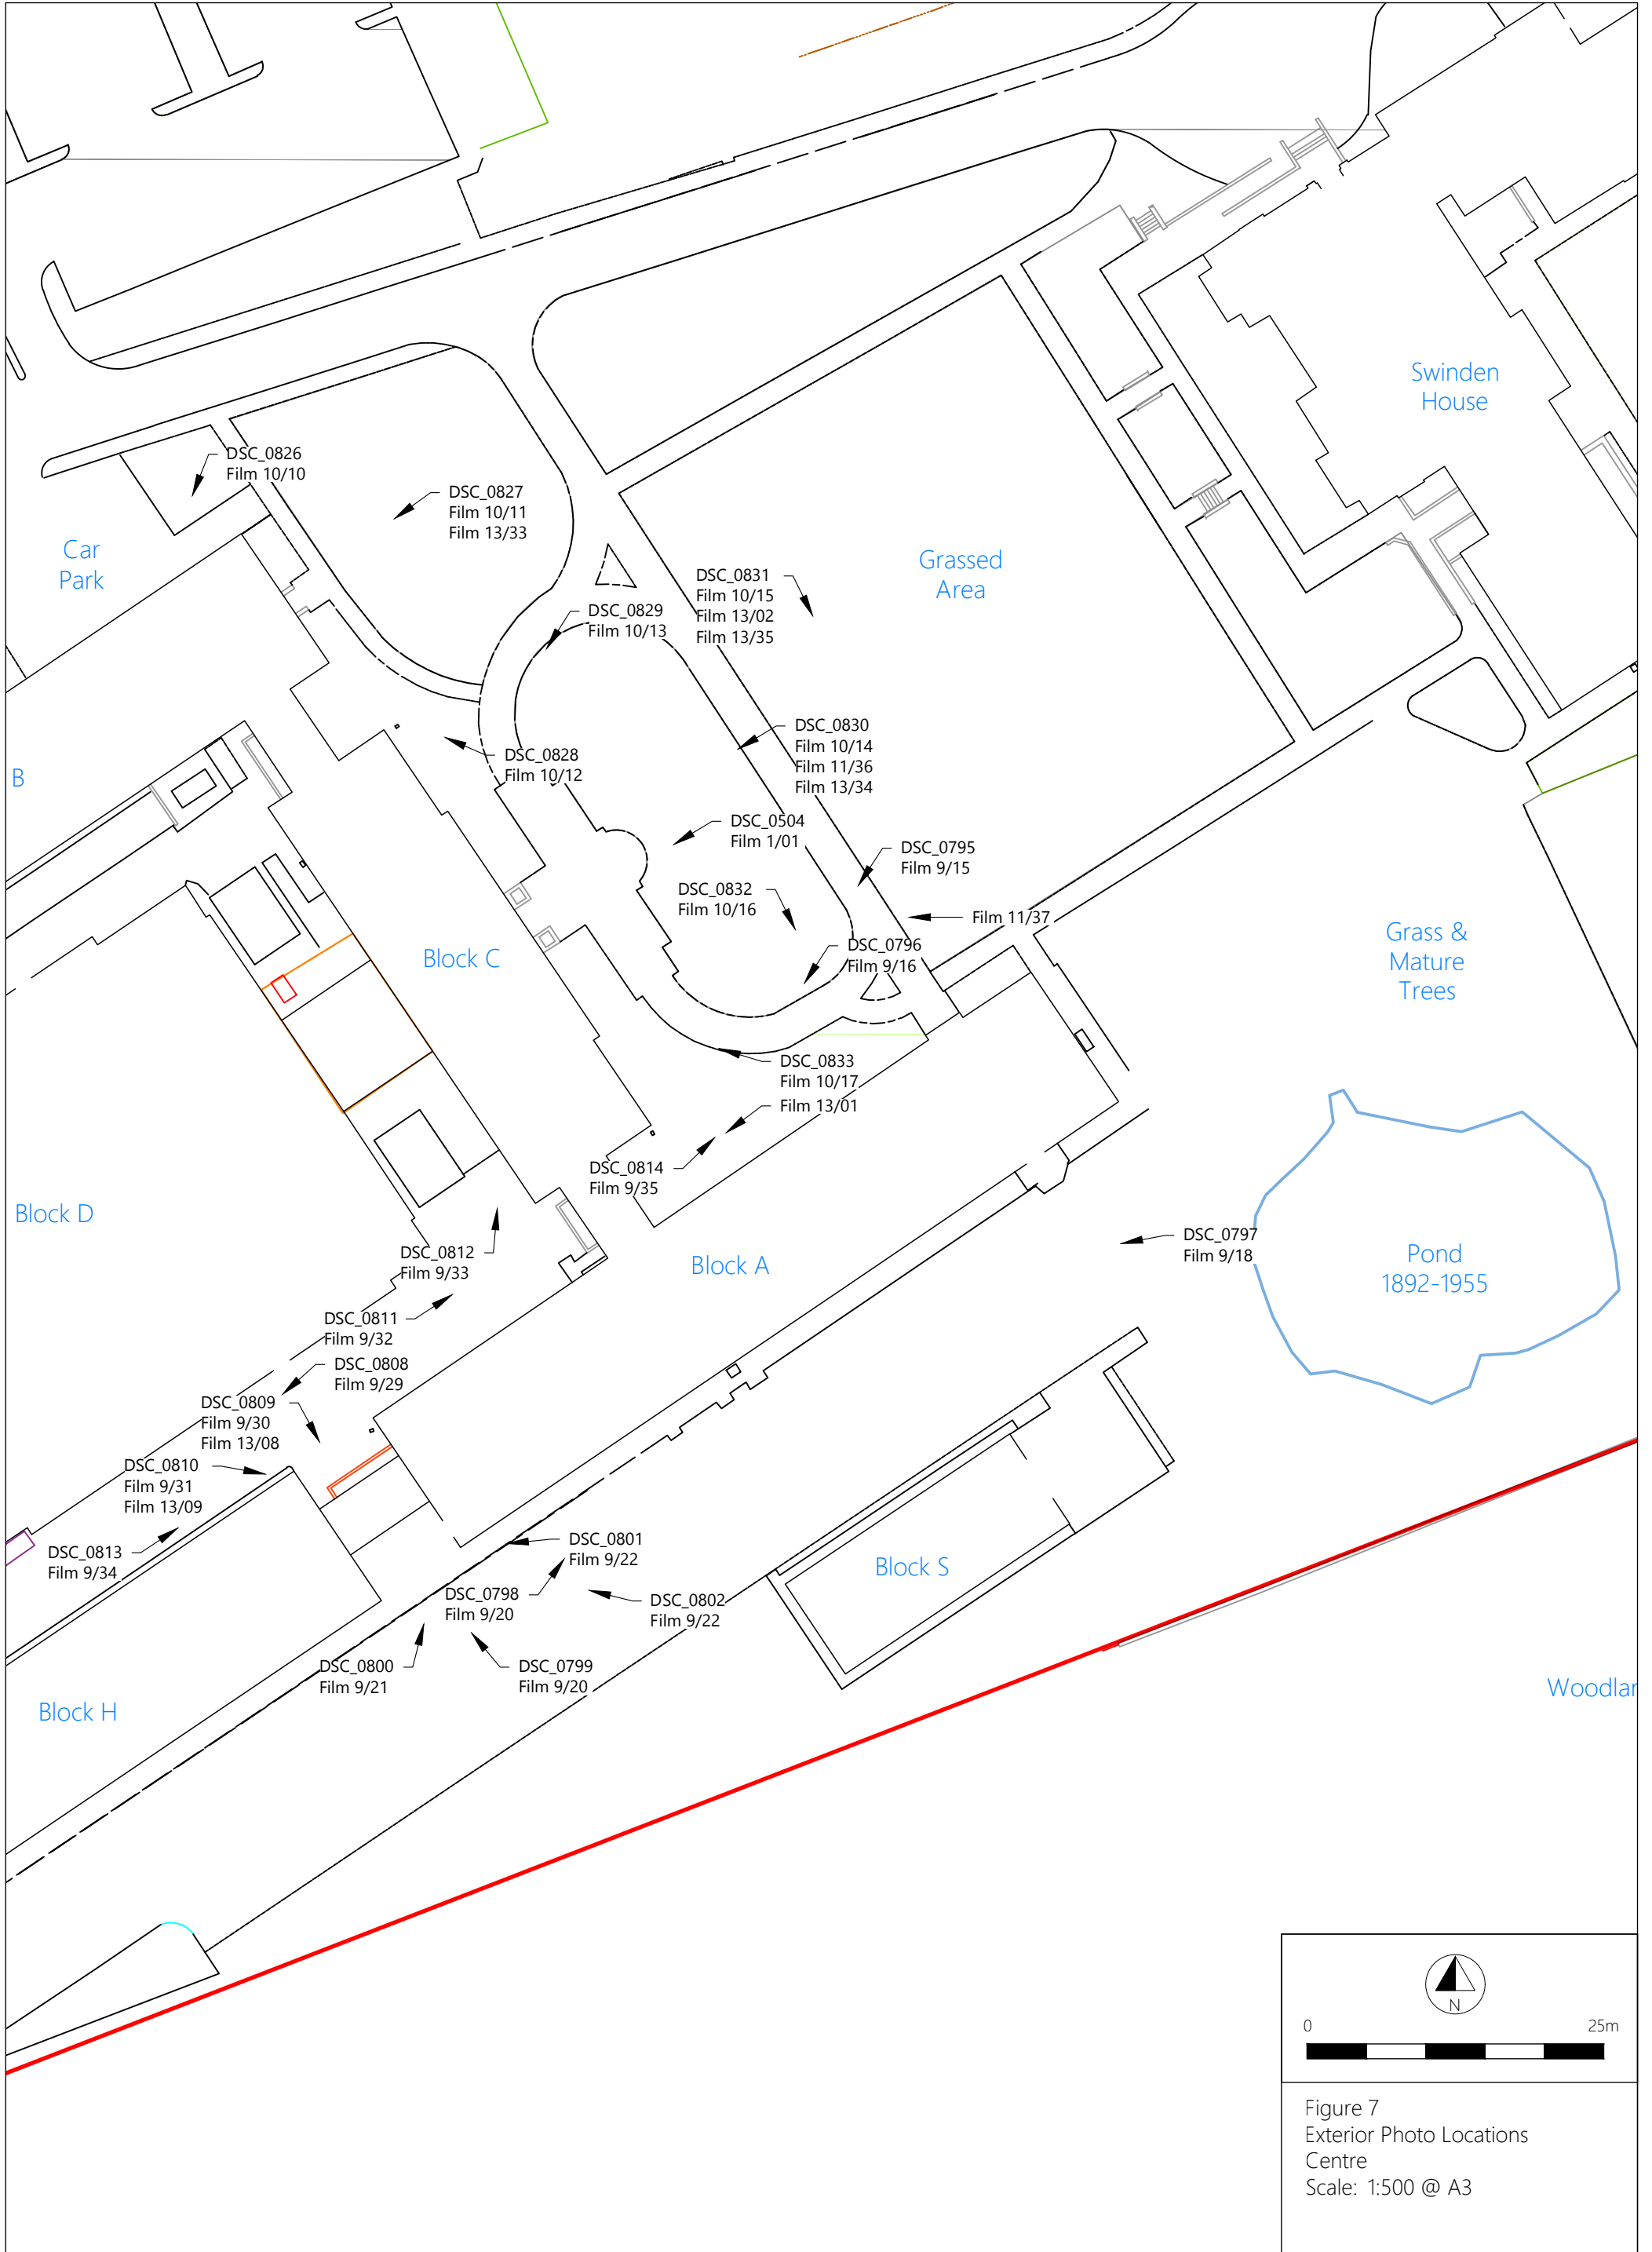 Swinden
House
DSC_0826
Film 10/10
DSC_0827
Film 10/11
Film 13/33
Car
Park
Grassed
Area
DSC_0831
Film 10/15
Film 13/02
Film 13/35
DSC_0829
Film 10/13
DSC_0830
Film 10/14
Film 11/36
Film 13/34
DSC_0828
Film 10/12
B
DSC_0504
Film 1/01
DSC_0795
Film 9/15
DSC_0832
Film 10/16
Film 11/37
DSC_0796
Film 9/16
Block C
Grass &
Mature
Trees
DSC_0833
Film 10/17
Film 13/01
DSC_0814
Film 9/35
Block D
DSC_0812
Film 9/33
Block A
DSC_0797
Film 9/18
Pond
1892-1955
DSC_0811
Film 9/32
DSC_0808
Film 9/29
DSC_0809
Film 9/30
Film 13/08
DSC_0810
Film 9/31
Film 13/09
DSC_0813
Film 9/34
DSC_0801
Film 9/22
Block S
DSC_0798
Film 9/20
DSC_0802
Film 9/22
DSC_0800
Film 9/21
DSC_0799
Film 9/20
Block H
Woodlar
N
0 25m
Figure 7
Exterior Photo Locations
Centre
Scale: 1:500 @ A3